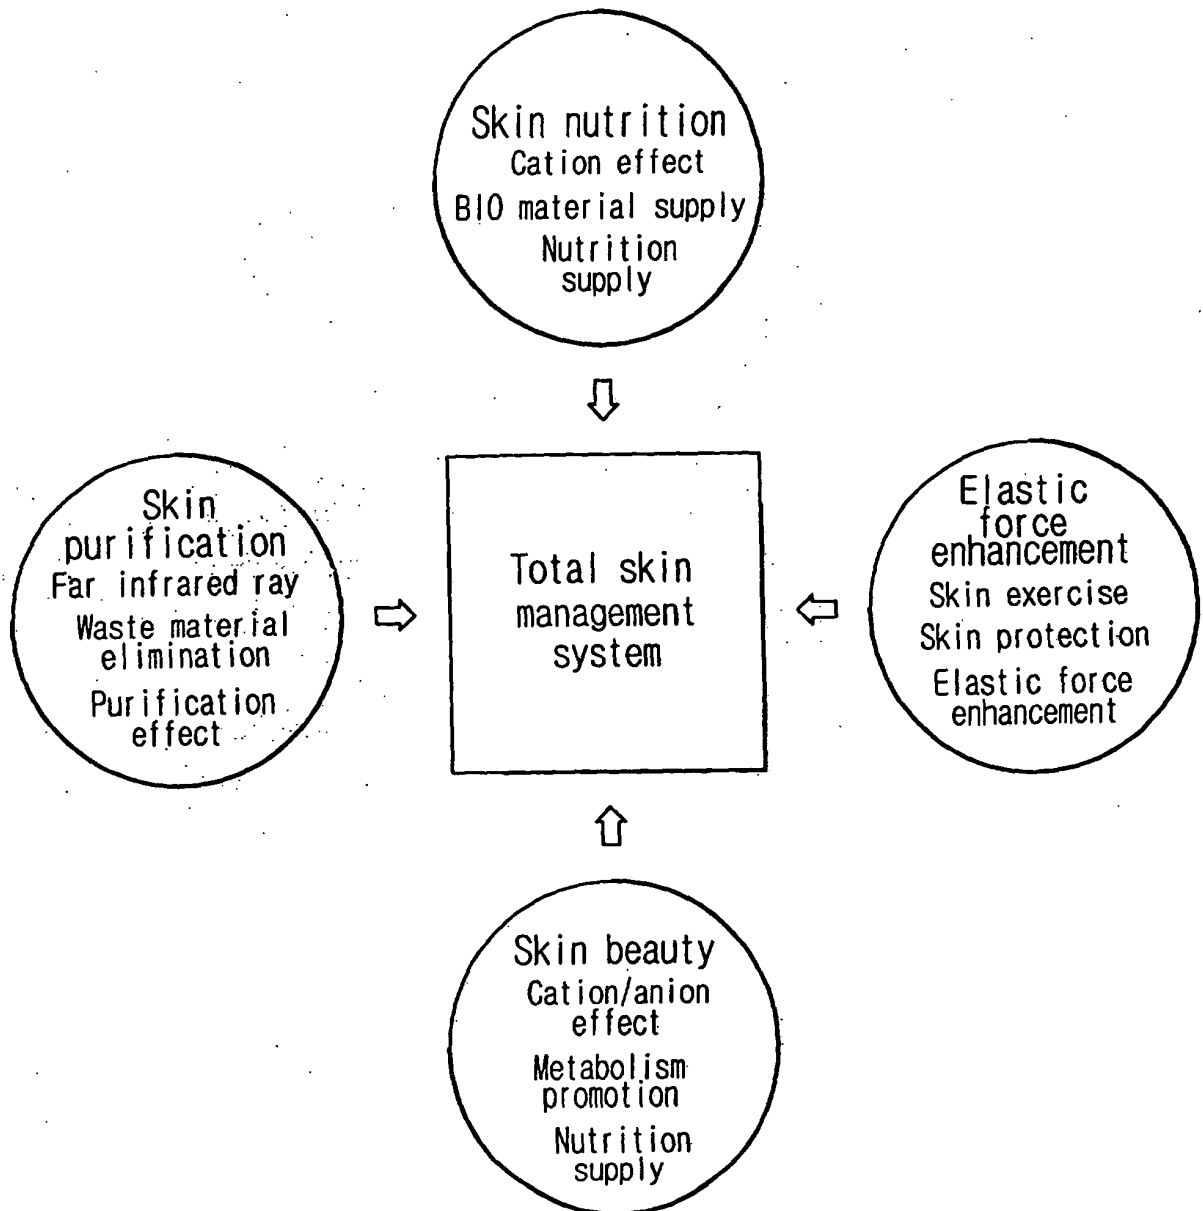 Skin nutrition
Cation effect
BIO material supply
Nutrition
supply
Skin
purification
Far infrared ray
Waste material
elimination
Purification
effect
Total skin
management
system
Elastic
force
enhancement
Skin exercise
Skin protection
Elastic force
enhancement
Skin beauty
Cation/anion
effect
Metabolism
promotion
Nutrition
supply